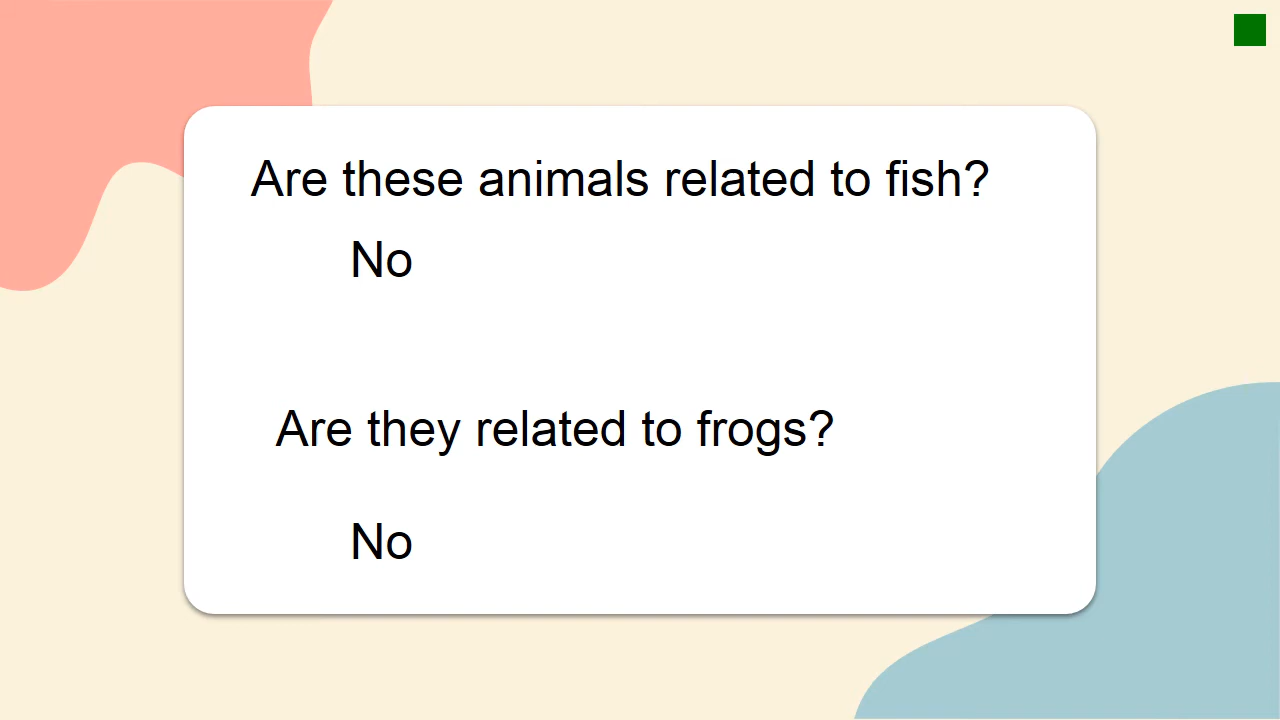 Are these animals related to fish?
No
Are they related to frogs?
No